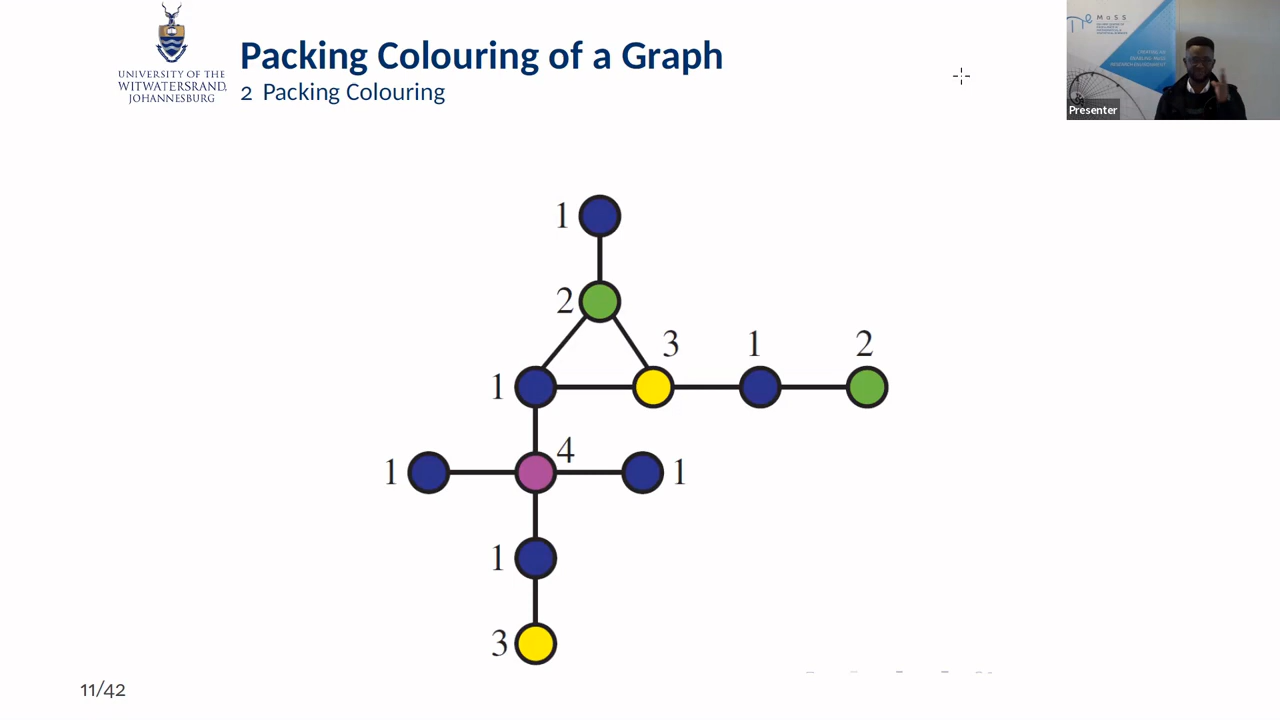 UNIVERSITY OF THE
WITWATERSRAND,
JOHANNESBURG
Packing Colouring of a Graph
2 Packing Colouring
MaSS
Presenter
1
2
3
1
2
1
4
1
1
1
3
11/42